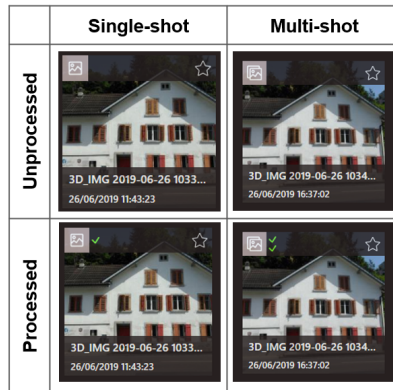 Single-shot
Multi-shot
Unprocessed
3D_IMG 2019-06-26 1033...
26/06/2019 11:43:23
3D_IMG 2019-06-26 1034...
26/06/2019 16:37:02
Processed
3D_IMG 2019-06-26 1033...
26/06/2019 11:43:23
3D_IMG 2019-06-26 1034...
26/06/2019 16:37:02